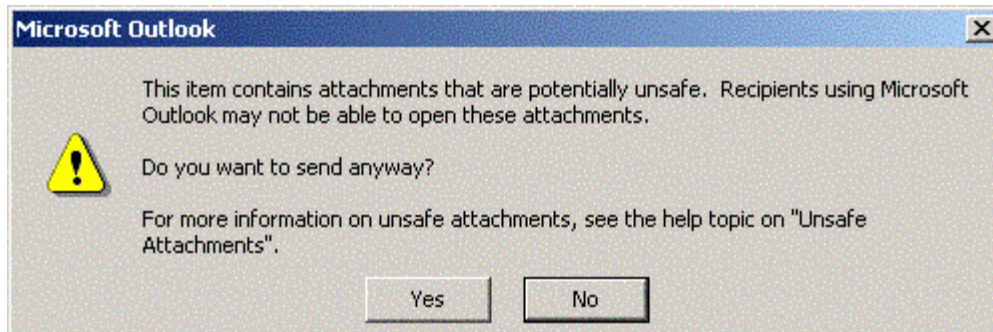 Microsoft Outlook
This item contains attachments that are potentially unsafe.  Recipients using Microsoft
Outlook may not be able to open these attachments.
Do you want to send anyway?
For more information on unsafe attachments, see the help topic on "Unsafe
Attachments".
Yes
No